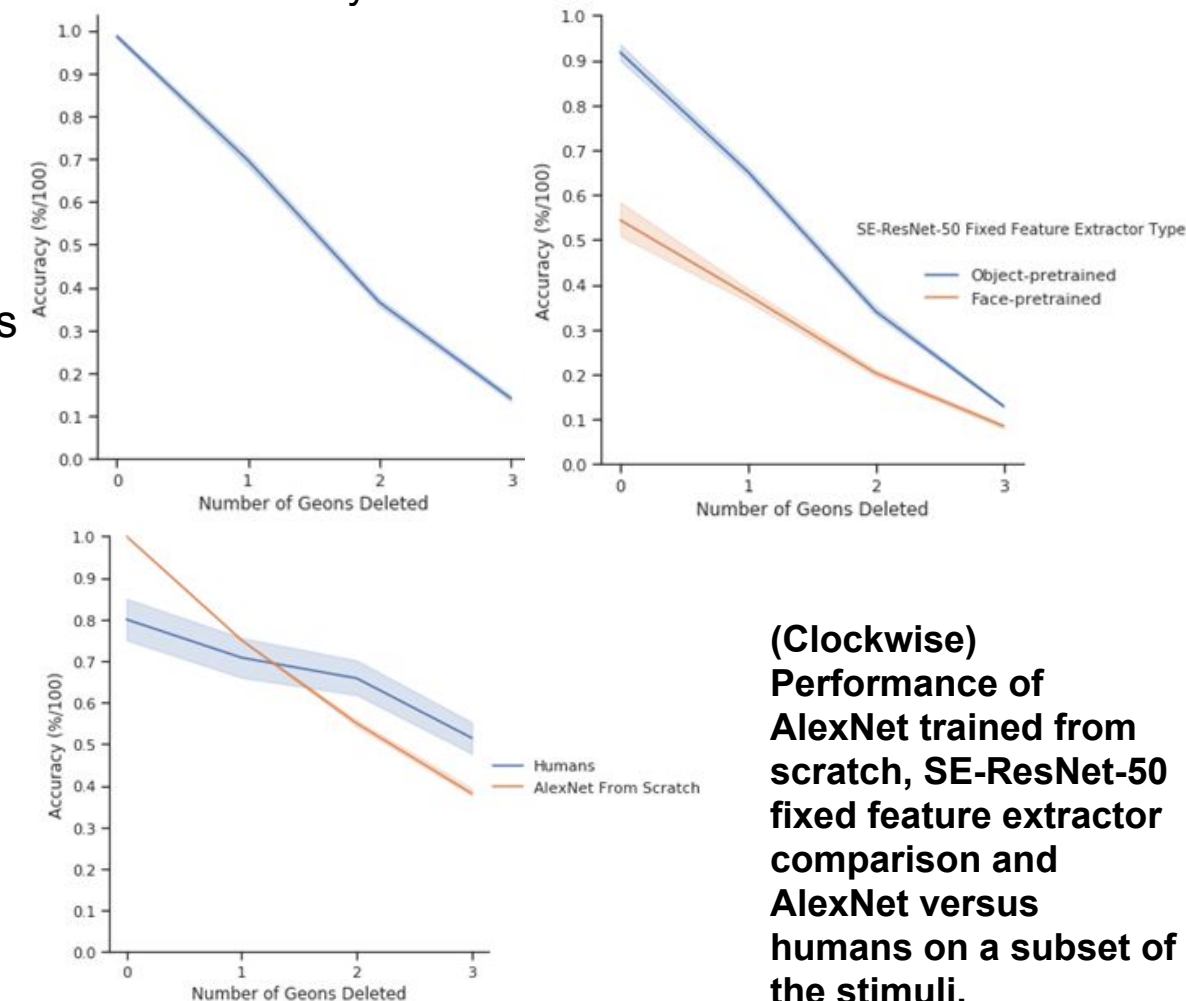 s
1.0
0.9
0.8
0.7
0.6
0.5
0.4
0.3
0.2
0.1
0.0
Accuracy (%/100)
0 1 2 3
Number of Geons Deleted
1.0
0.9
0.8
0.7
0.6
0.5
0.4
0.3
0.2
0.1
0.0
Accuracy (%/100)
0 1 2 3
Number of Geons Deleted
SE-ResNet-50 Fixed Feature Extractor Type
Object-pretrained
Face-pretrained
1.0
0.9
0.8
0.7
0.6
0.5
0.4
0.3
0.2
0.1
0.0
Accuracy (%/100)
0 1 2 3
Number of Geons Deleted
Humans
AlexNet From Scratch
(Clockwise)
Performance of
AlexNet trained from
scratch, SE-ResNet-50
fixed feature extractor
comparison and
AlexNet versus
humans on a subset of
the stimuli.